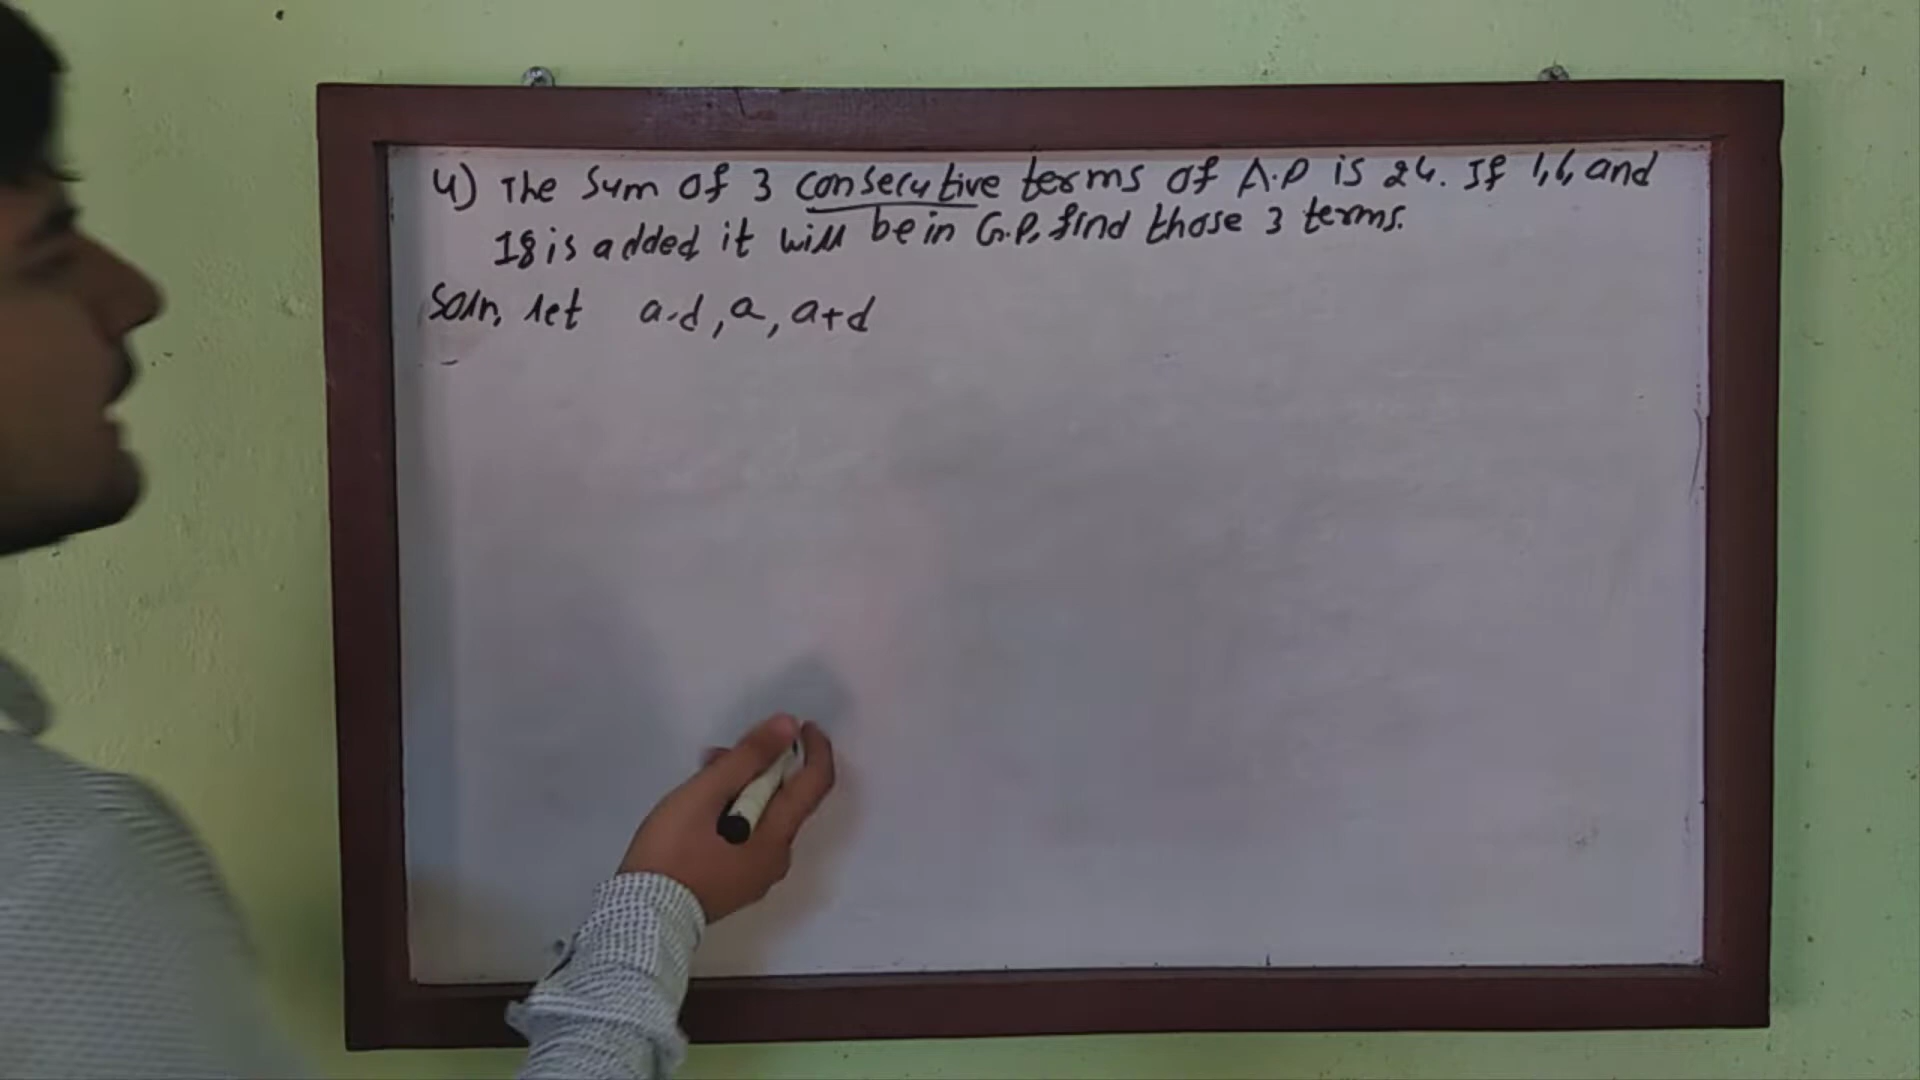 4) The Sum of 3 consecutive terms of A.P is 24. If 1,6, and
18 is added it will be in G.P, find those 3 terms.
Soln, let a-d, a, a+d